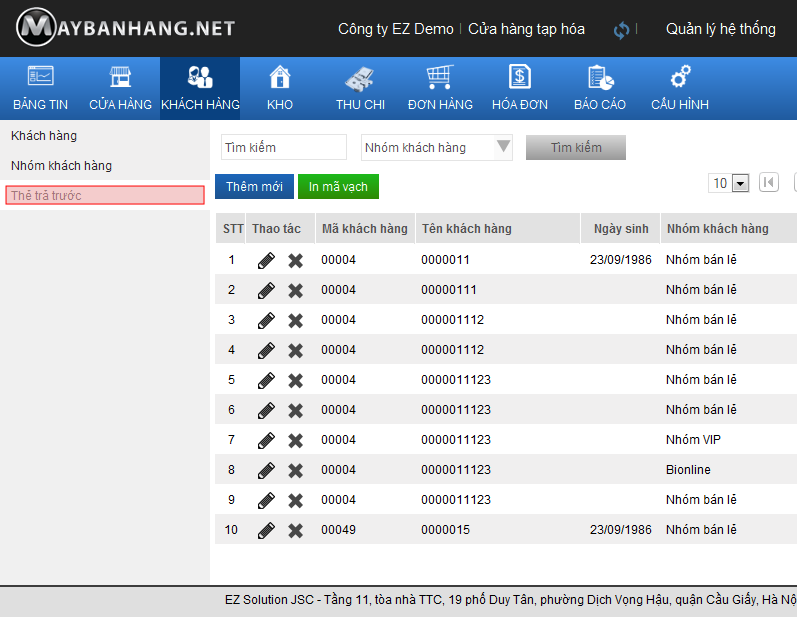 MAYBANHANG.NET
Công ty EZ Demo | Cửa hàng tạp hóa | Quản lý hệ thống
BẢNG TIN CỬA HÀNG KHÁCH HÀNG KHO THU CHI ĐƠN HÀNG HÓA ĐƠN BÁO CÁO CẤU HÌNH
Khách hàng
Nhóm khách hàng
Thẻ trả trước
Tìm kiếm Nhóm khách hàng Tìm kiếm
Thêm mới In mã vạch 10
STT Thao tác Mã khách hàng Tên khách hàng Ngày sinh Nhóm khách hàng
1 00004 0000011 23/09/1986 Nhóm bán lẻ
2 00004 00000111 Nhóm bán lẻ
3 00004 000001112 Nhóm bán lẻ
4 00004 000001112 Nhóm bán lẻ
5 00004 0000011123 Nhóm bán lẻ
6 00004 0000011123 Nhóm bán lẻ
7 00004 0000011123 Nhóm VIP
8 00004 0000011123 Bionline
9 00004 0000011123 Nhóm bán lẻ
10 00049 0000015 23/09/1986 Nhóm bán lẻ
EZ Solution JSC - Tầng 11, tòa nhà TTC, 19 phố Duy Tân, phường Dịch Vọng Hậu, quận Cầu Giấy, Hà Nộ